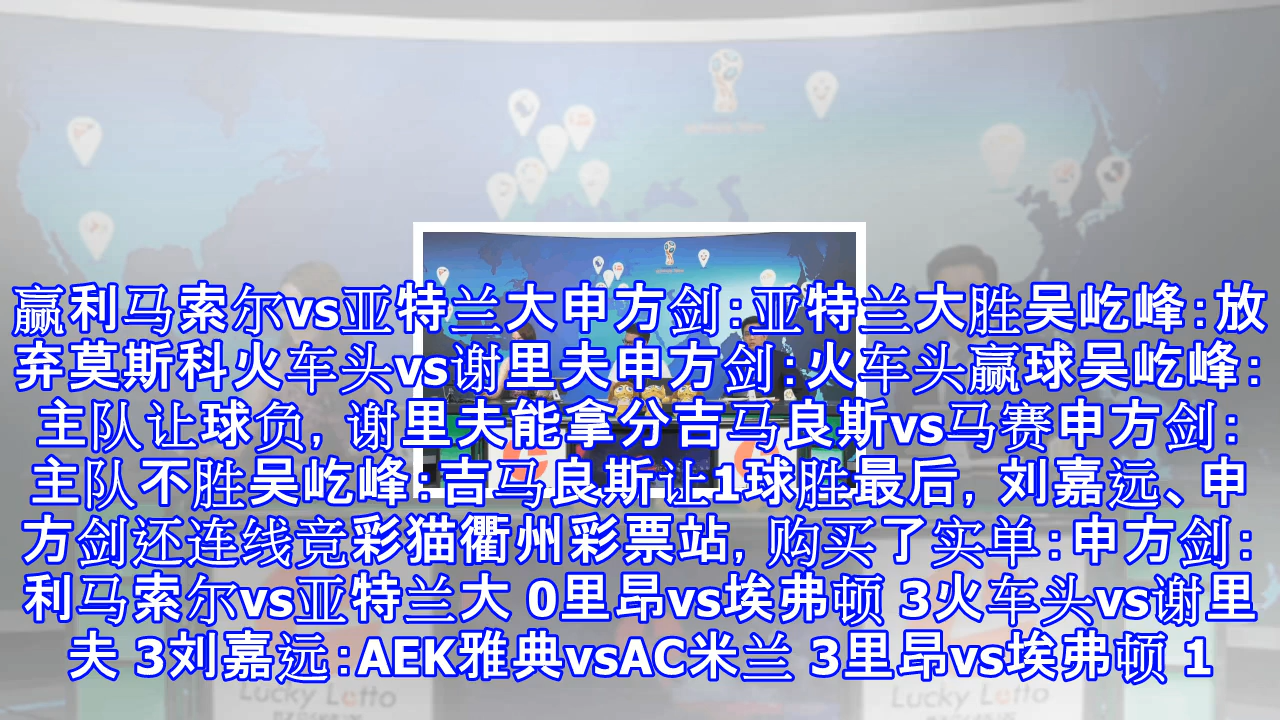 赢利马索尔vs亚特兰大申方剑：亚特兰大胜吴屹峰：放
弃莫斯科火车头vs谢里夫申方剑：火车头赢球吴屹峰：
主队让球负，谢里夫能拿分吉马良斯vs马赛申方剑：
主队不胜吴屹峰：吉马良斯让1球胜最后，刘嘉远、申
方剑还连线竞彩猫衢州彩票站，购买了实单：申方剑：
利马索尔vs亚特兰大 0里昂vs埃弗顿 3火车头vs谢里
夫 3刘嘉远：AEK雅典vsAC米兰 3里昂vs埃弗顿 1
Lucky Lotto
Lucky Lotto